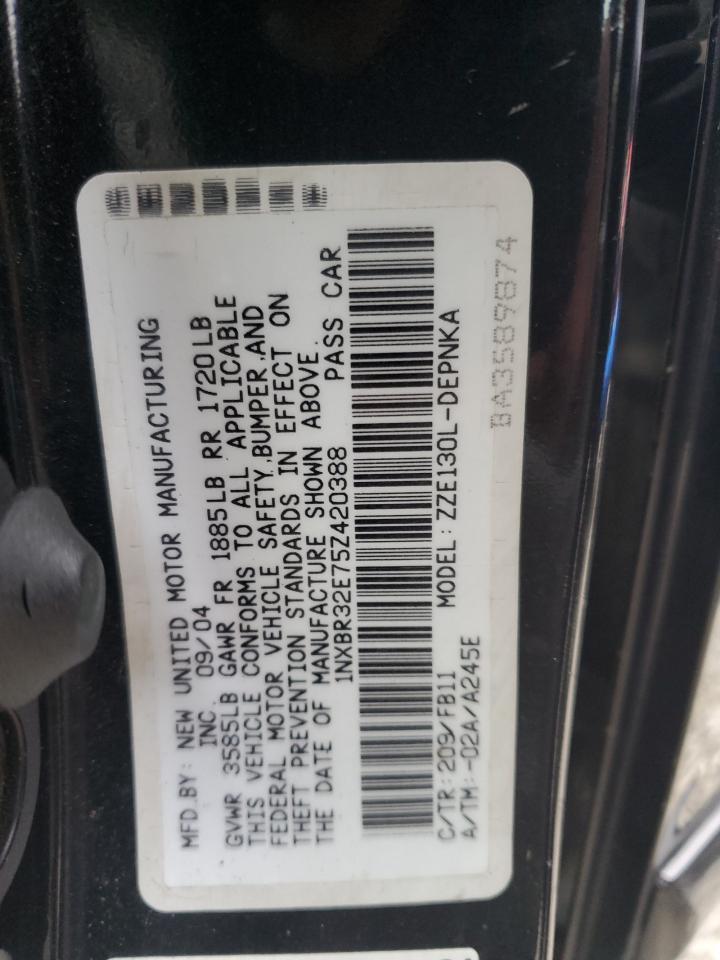 MFD.BY: NEW UNITED MOTOR MANUFACTURING
INC. 09/04
GVWR 3585LB GAWR FR 1885LB RR 1720LB
THIS VEHICLE CONFORMS TO ALL APPLICABLE
FEDERAL MOTOR VEHICLE SAFETY,BUMPER,AND
THEFT PREVENTION STANDARDS IN EFFECT ON
THE DATE OF MANUFACTURE SHOWN ABOVE.
1NXBR32E75Z420388 PASS CAR
C/TR:209/FB11 MODEL:ZZE130L-DEPNKA
A/TM:-02A/A245E
BA3589874